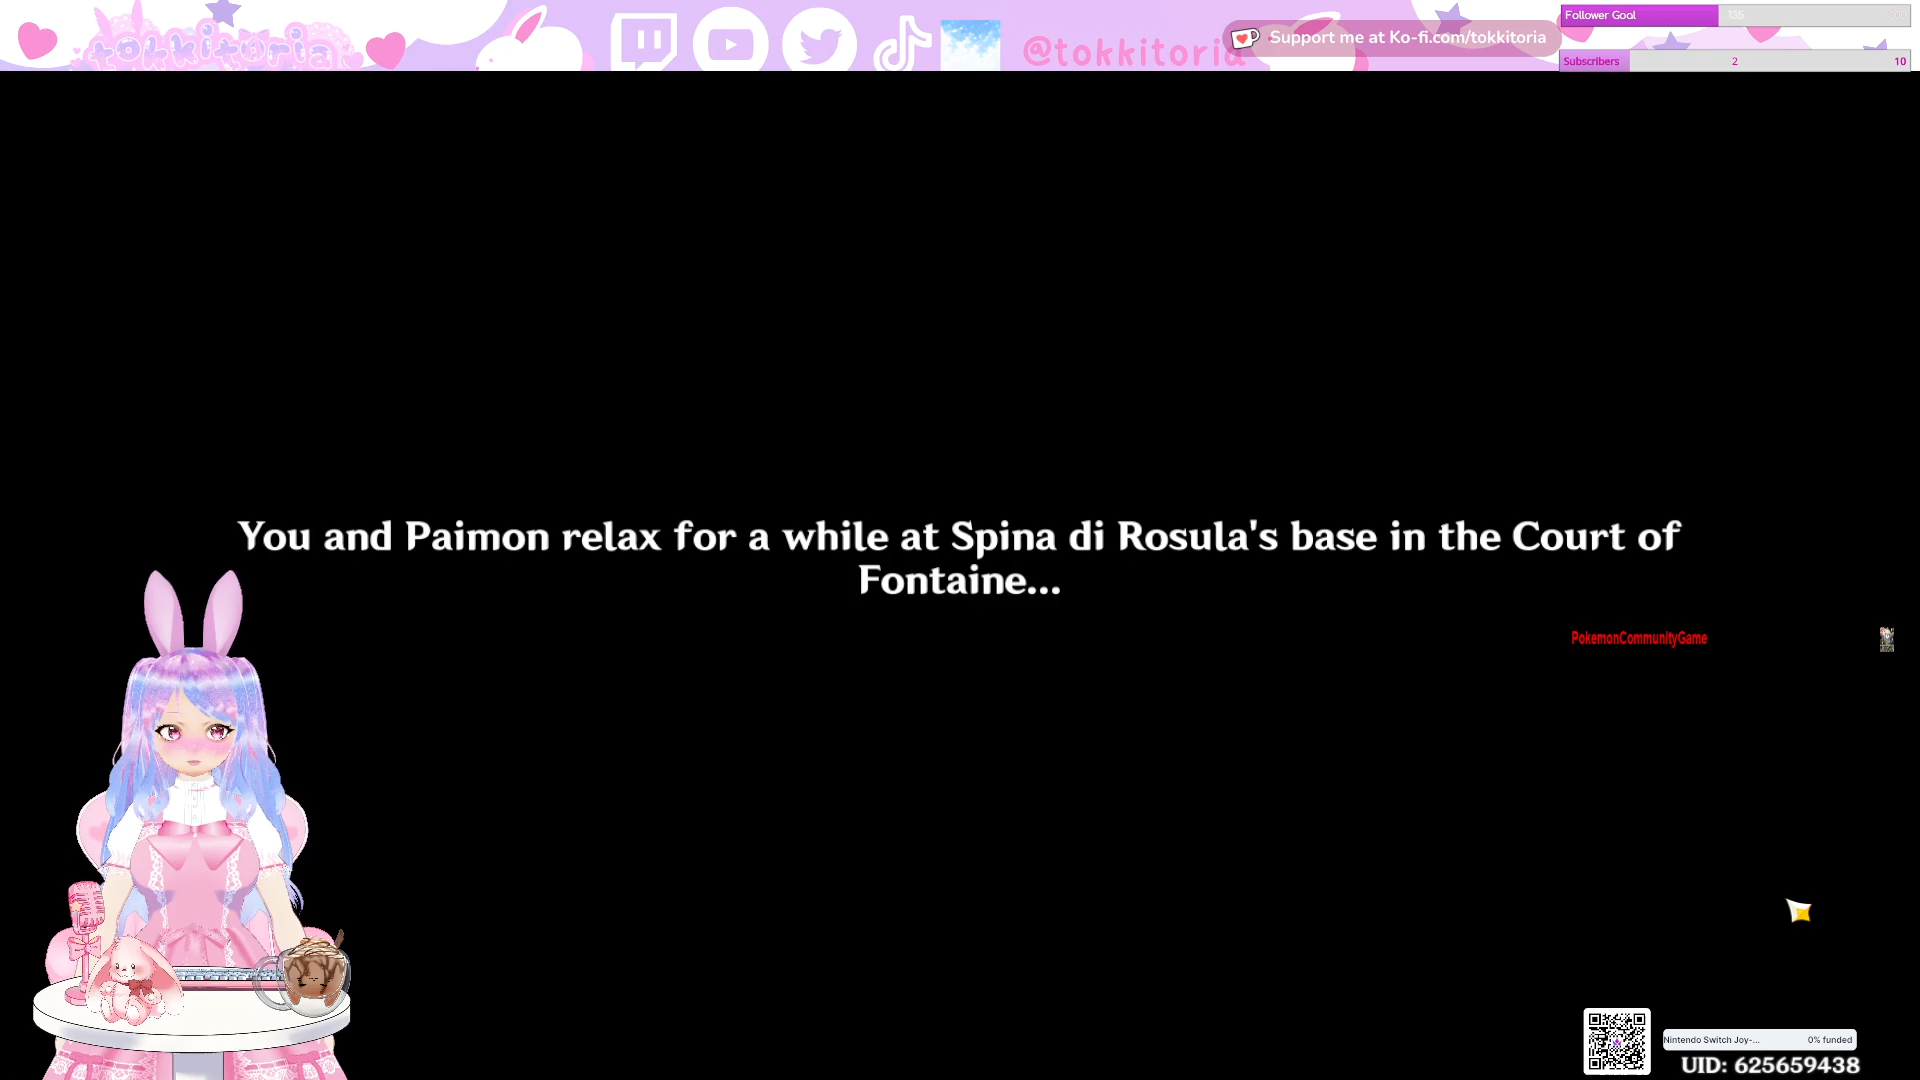 tokkitoria
@tokkitoria
Support me at Ko-fi.com/tokkitoria
Follower Goal 135
Subscribers 2 10
You and Paimon relax for a while at Spina di Rosula's base in the Court of
Fontaine...
PokemonCommunityGame
Nintendo Switch Joy-... 0% funded
UID: 625659438